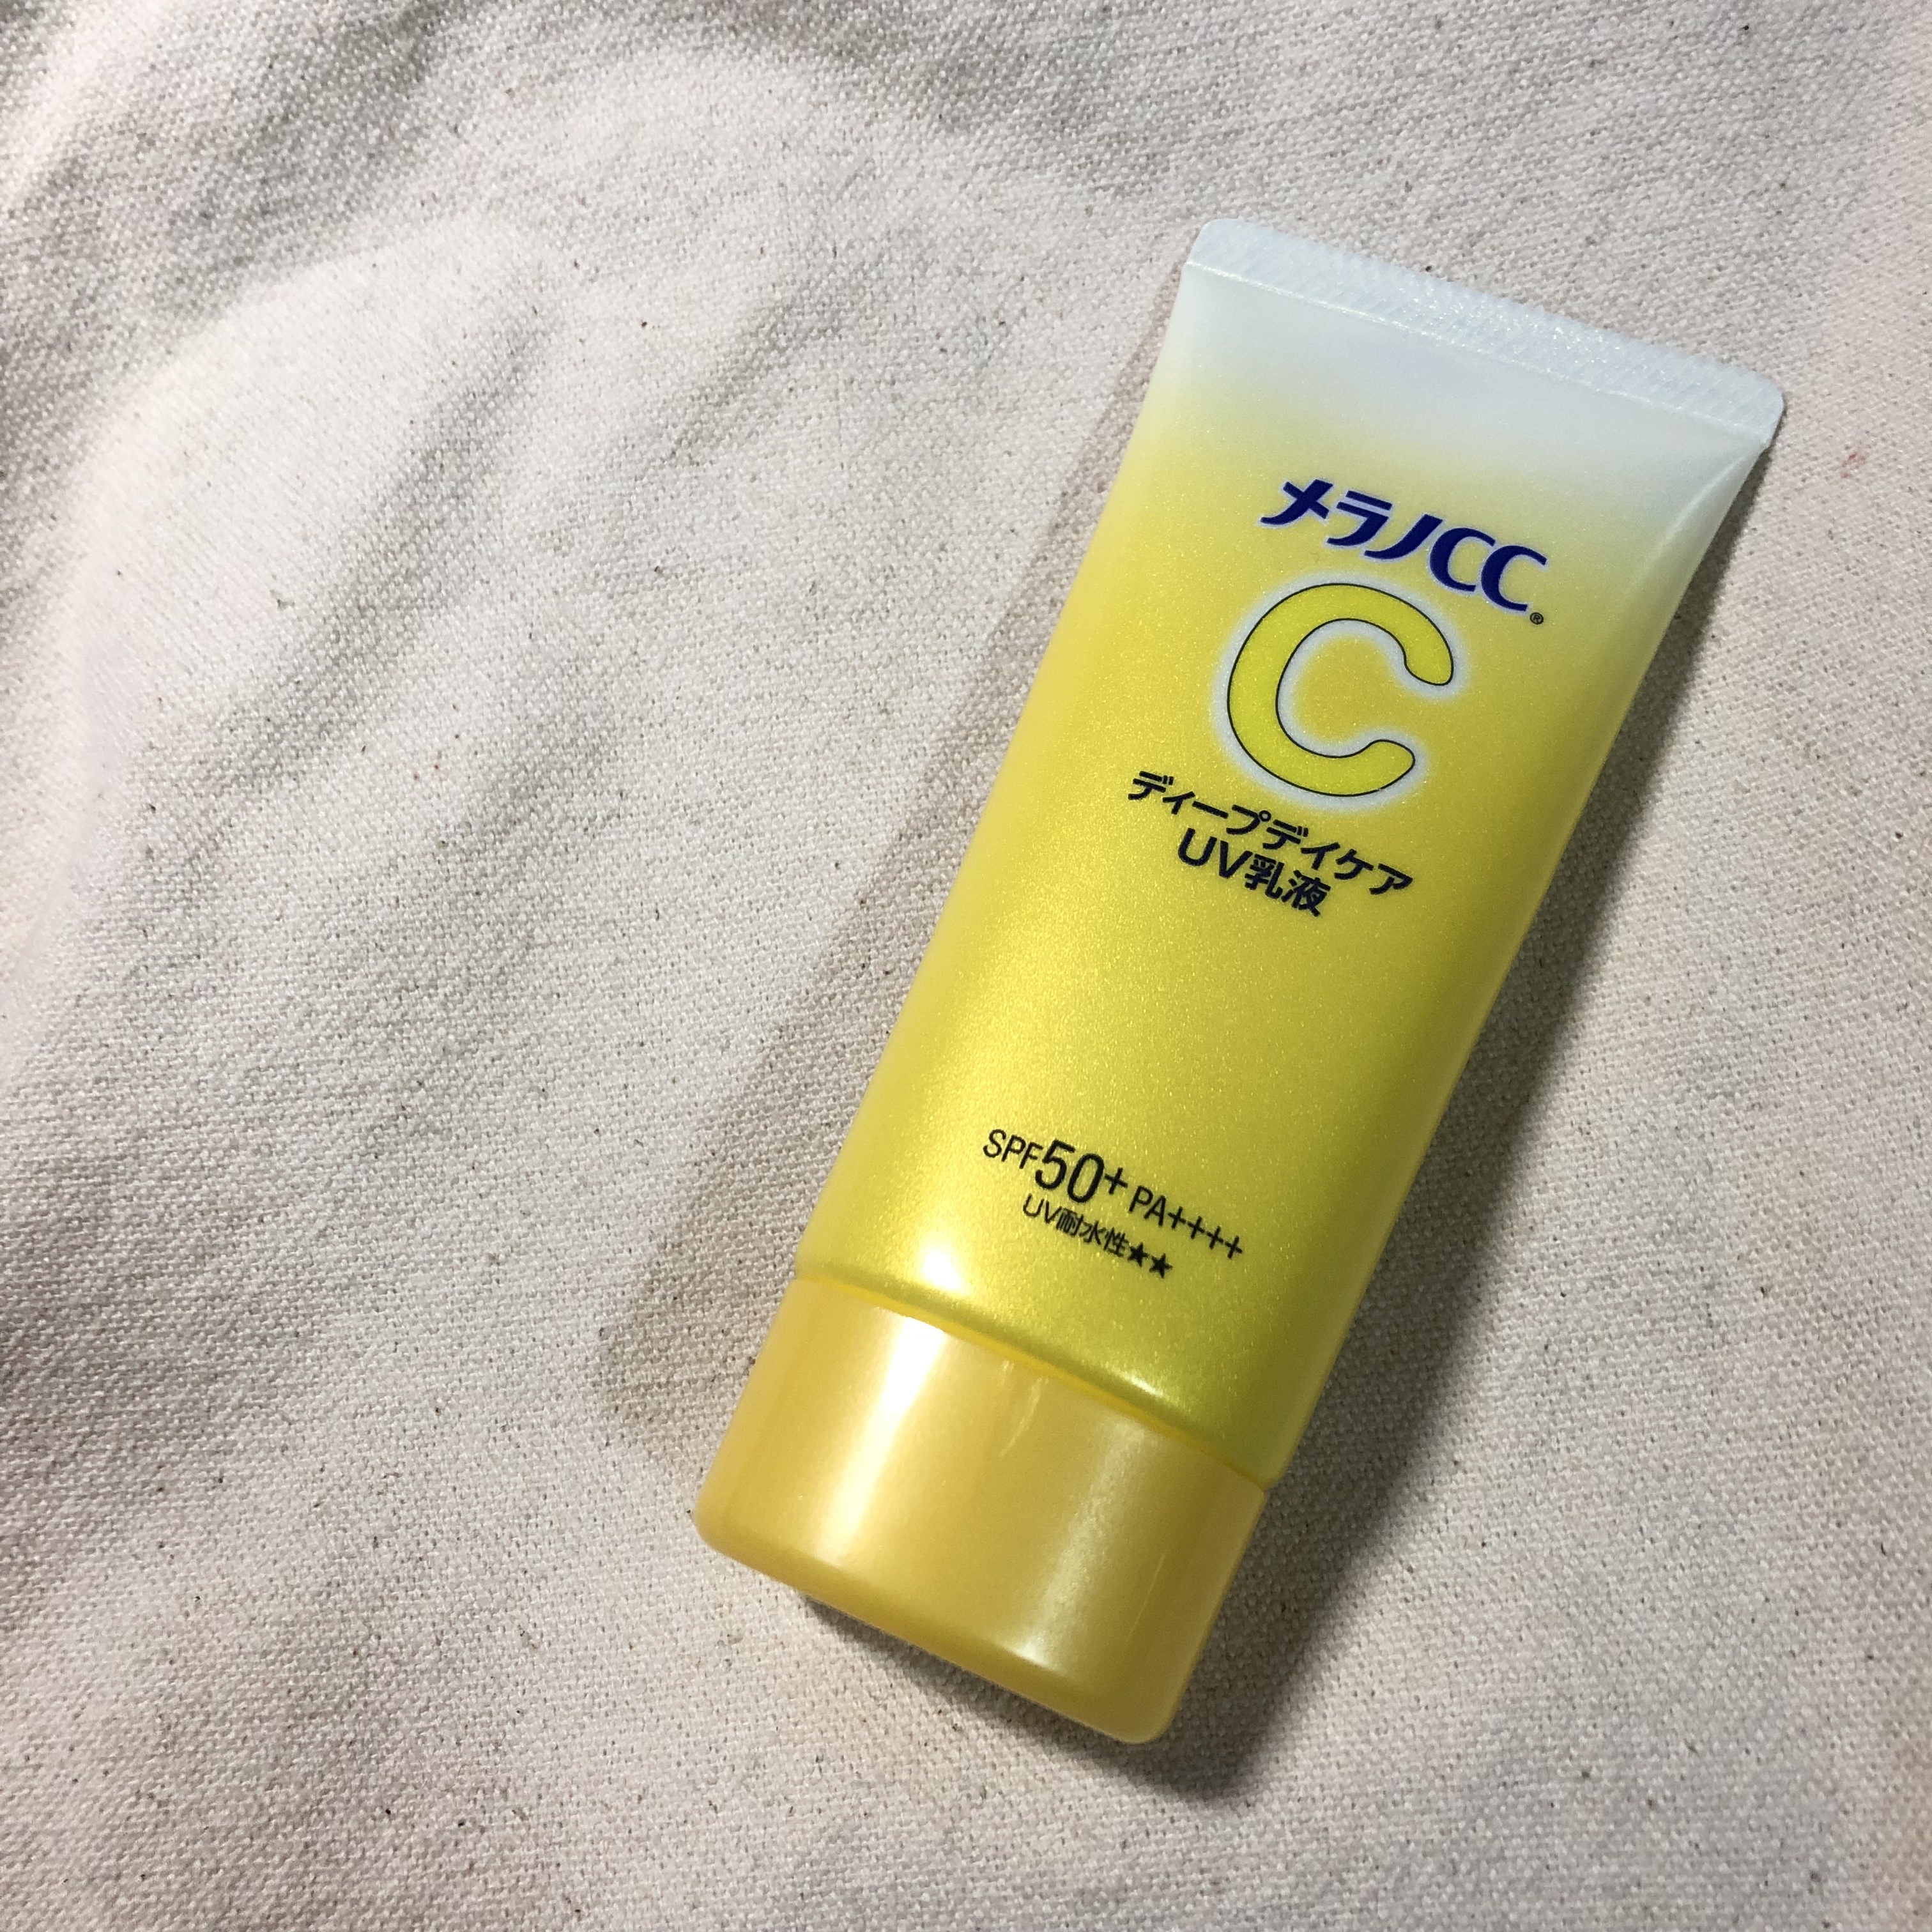 メラノCC®
C
ディープデイケア
UV乳液
SPF50+ PA++++
UV耐水性★★